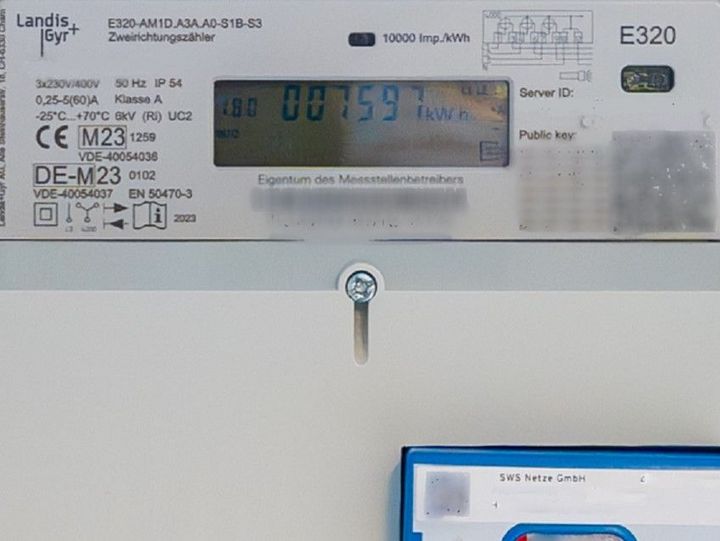 Landis
Gyr+
E320-AM1D.A3A.A0-S1B-S3
Zweirichtungszähler
10000 Imp./kWh
E320
3x230V/400V 50 Hz IP 54
0,25-5(60)A Klasse A
-25°C...+70°C 6kV (Ri) UC2
CE M23 1259
VDE-40054036
DE-M23 0102
VDE-40054037 EN 50470-3
2023
1.8.0 007597 kWh
Server ID:
Public key:
Eigentum des Messstellenbetreibers
SWS Netze GmbH